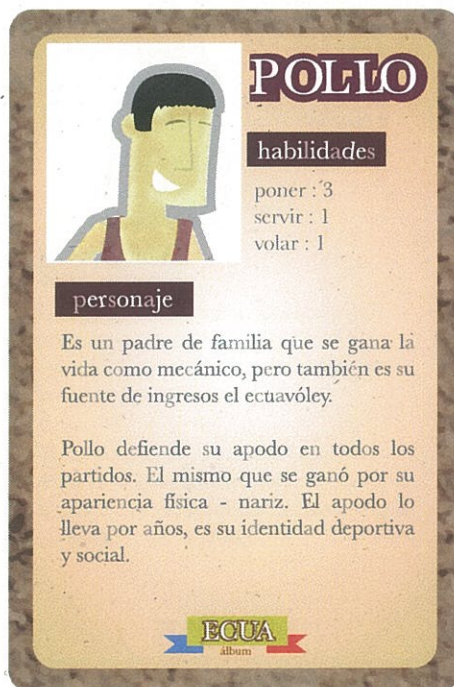 POLLO
habilidades
poner : 3
servir : 1
volar : 1
personaje
Es un padre de familia que se gana la
vida como mecánico, pero también es su
fuente de ingresos el ecuavóley.
Pollo defiende su apodo en todos los
partidos. El mismo que se ganó por su
apariencia física - nariz. El apodo lo
lleva por años, es su identidad deportiva
y social.
ECUA
álbum